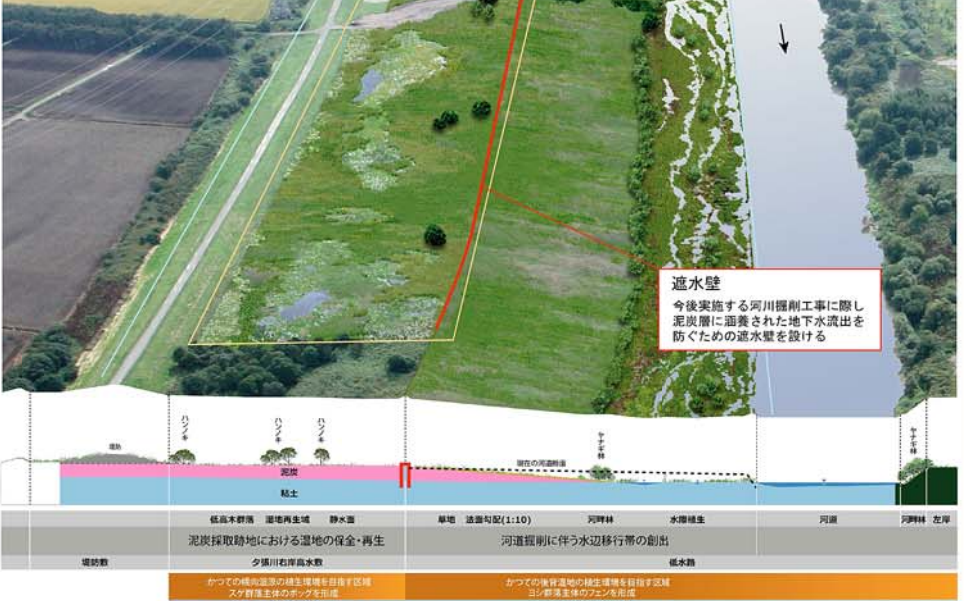 遮水壁
今後実施する河川掘削工事に際し
泥炭層に涵養された地下水流出を
防ぐための遮水壁を設ける
ハンノキ
ハンノキ
ハンノキ
ヤナギ林
ヤナギ林
堤防
現在の河道断面
泥炭
粘土
低高木群落 湿地再生域 静水面 草地 法面勾配(1:10) 河畔林 水際植生 河道 河畔林 左岸
泥炭採取跡地における湿地の保全・再生 河道掘削に伴う水辺移行帯の創出
堤防敷 夕張川右岸高水敷 低水路
かつての湿原の植生環境を目指す区域 かつての後背湿地の植生環境を目指す区域
スゲ群落主体のボッグを形成 ヨシ群落主体のフェンを形成